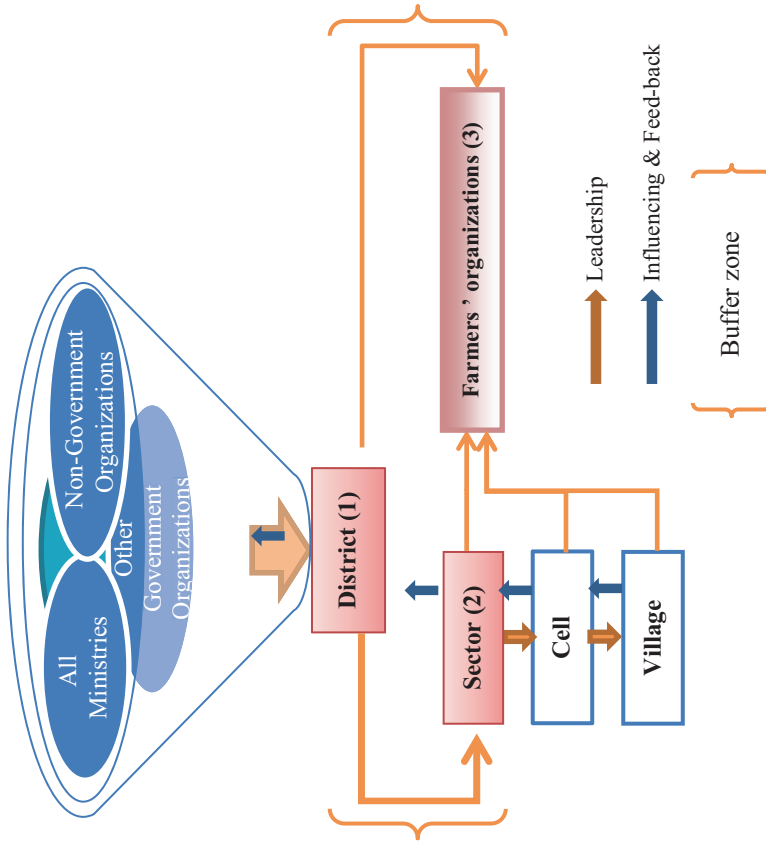 All
Ministries
Non-Government
Organizations
Other
Government
Organizations
District (1)
Sector (2)
Cell
Village
Farmers ’ organizations (3)
Leadership
Influencing & Feed-back
Buffer zone